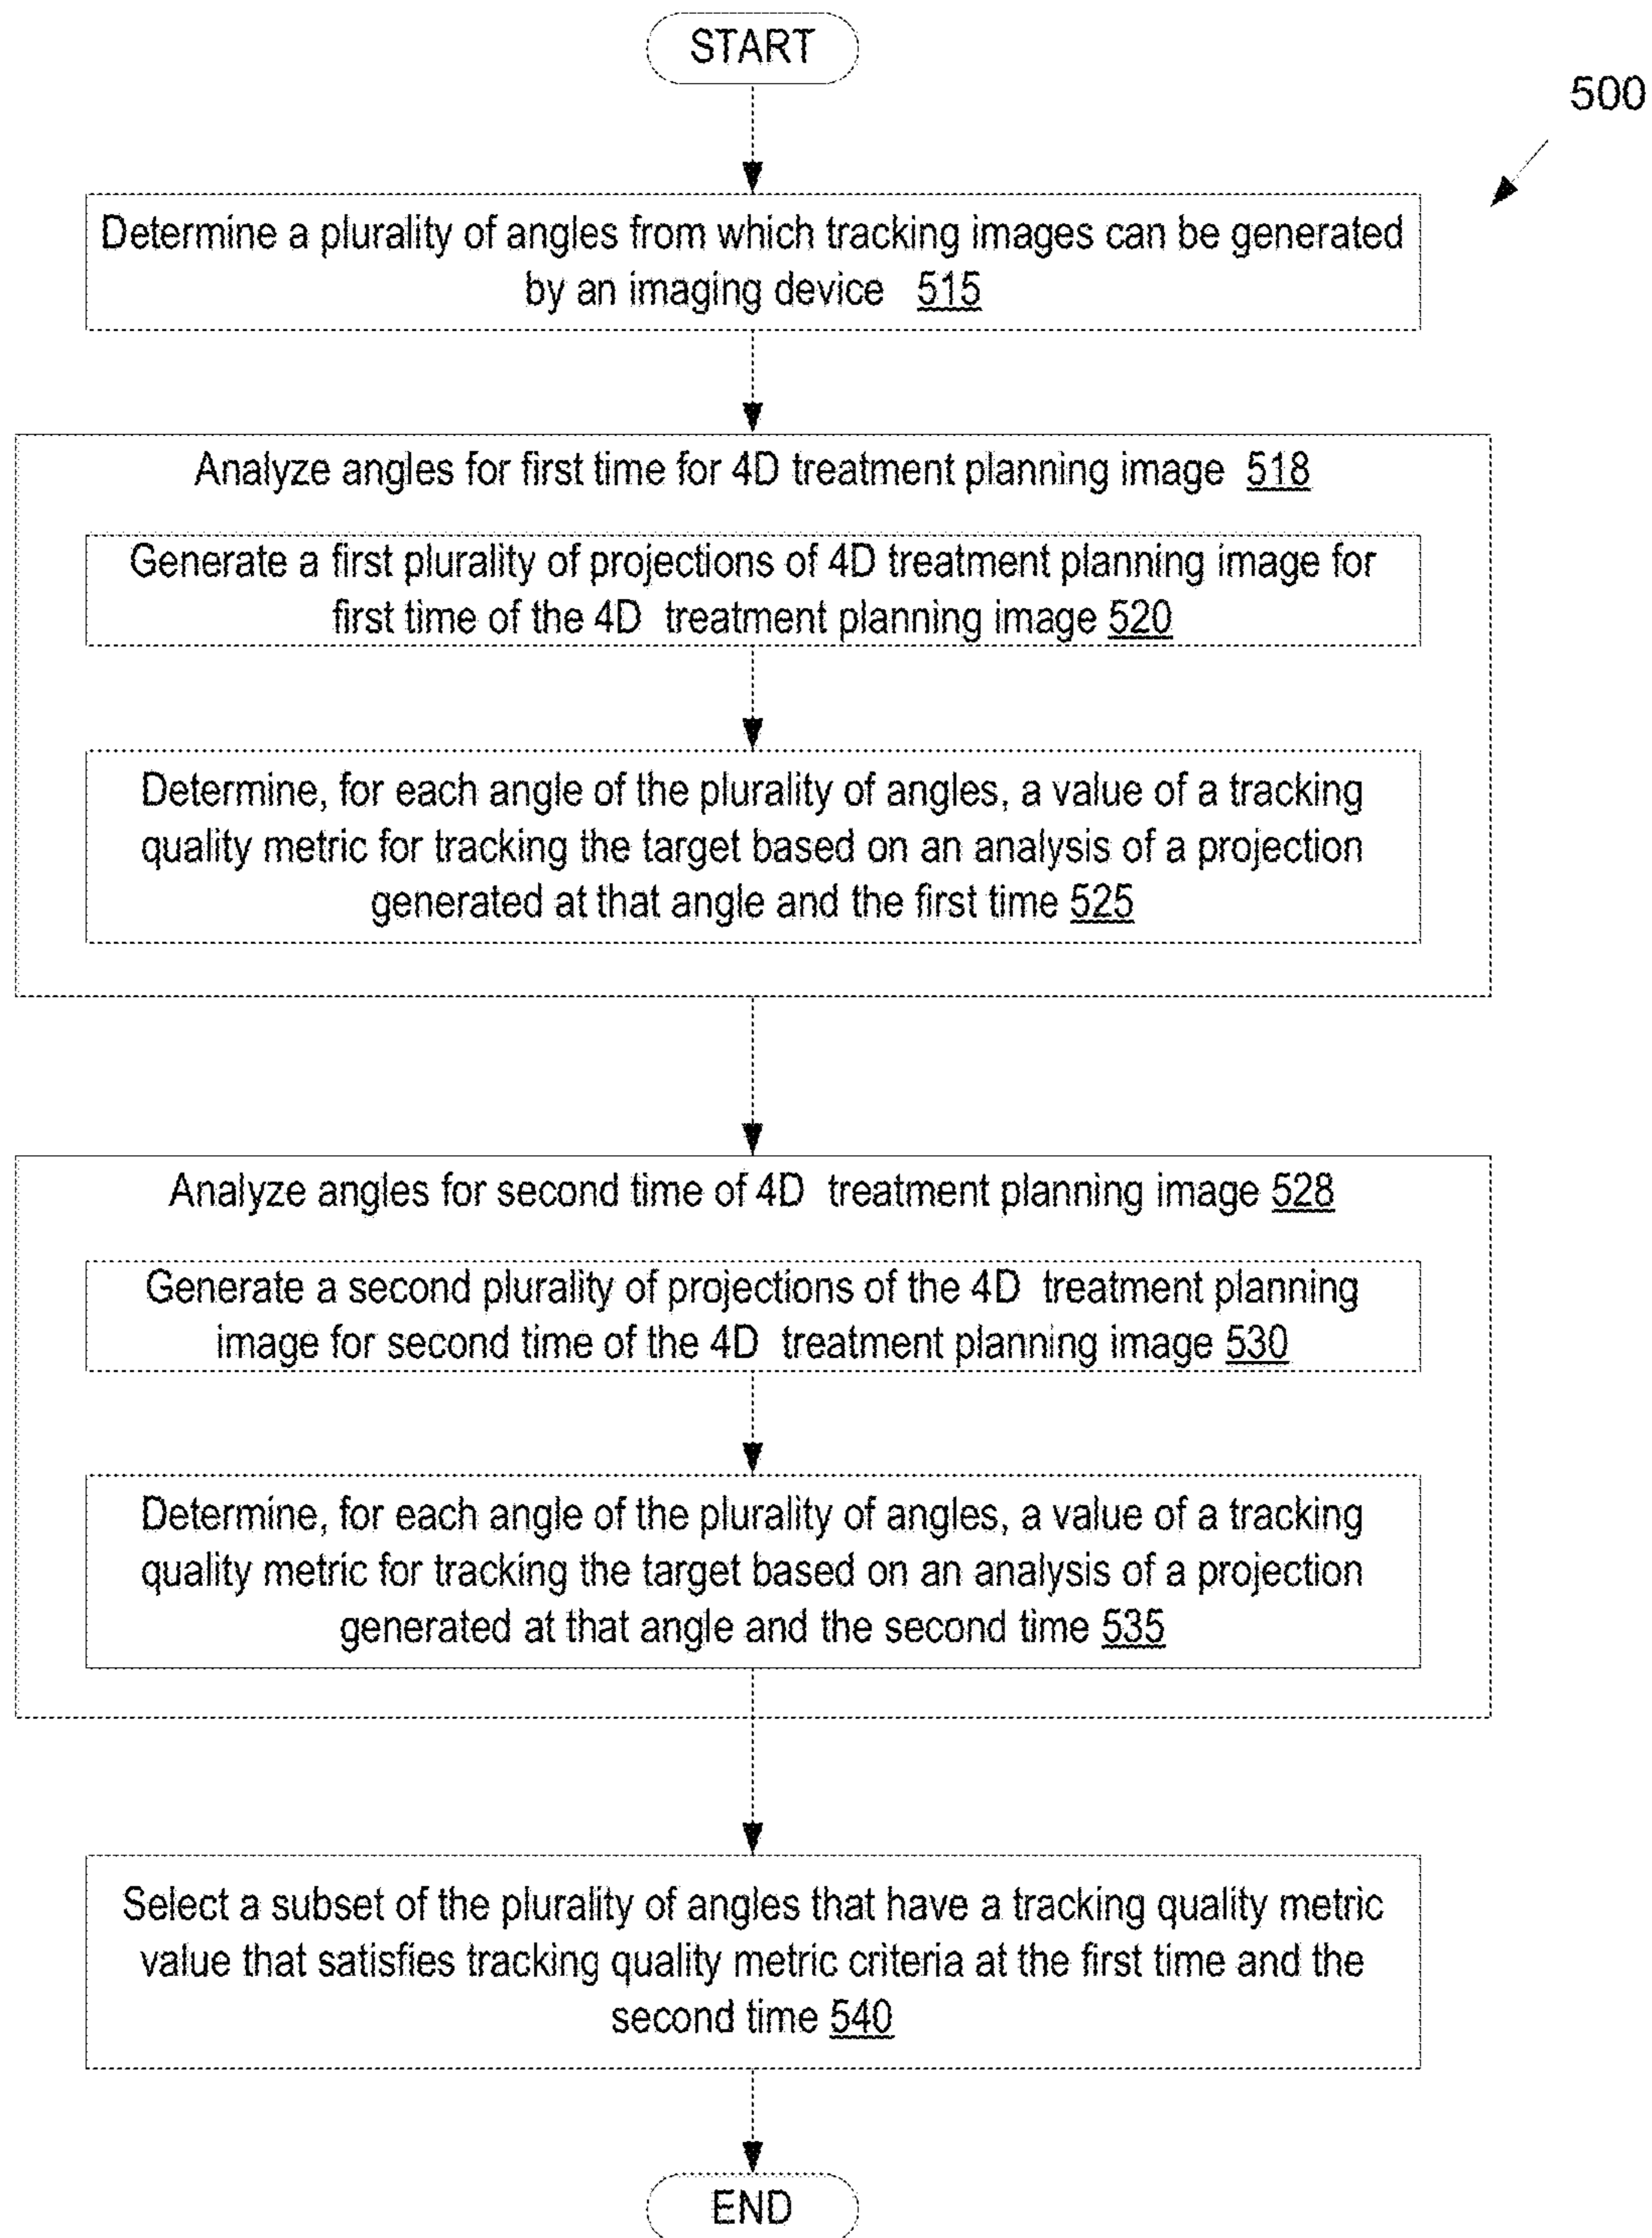 START
500
Determine a plurality of angles from which tracking images can be generated
by an imaging device 515
Analyze angles for first time for 4D treatment planning image 518
Generate a first plurality of projections of 4D treatment planning image for
first time of the 4D treatment planning image 520
Determine, for each angle of the plurality of angles, a value of a tracking
quality metric for tracking the target based on an analysis of a projection
generated at that angle and the first time 525
Analyze angles for second time of 4D treatment planning image 528
Generate a second plurality of projections of the 4D treatment planning
image for second time of the 4D treatment planning image 530
Determine, for each angle of the plurality of angles, a value of a tracking
quality metric for tracking the target based on an analysis of a projection
generated at that angle and the second time 535
Select a subset of the plurality of angles that have a tracking quality metric
value that satisfies tracking quality metric criteria at the first time and the
second time 540
END